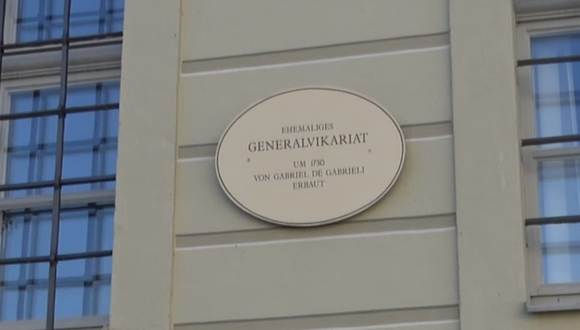 EHEMALIGES
GENERALVIKARIAT
UM 1730
VON GABRIEL DE GABRIELI
ERBAUT